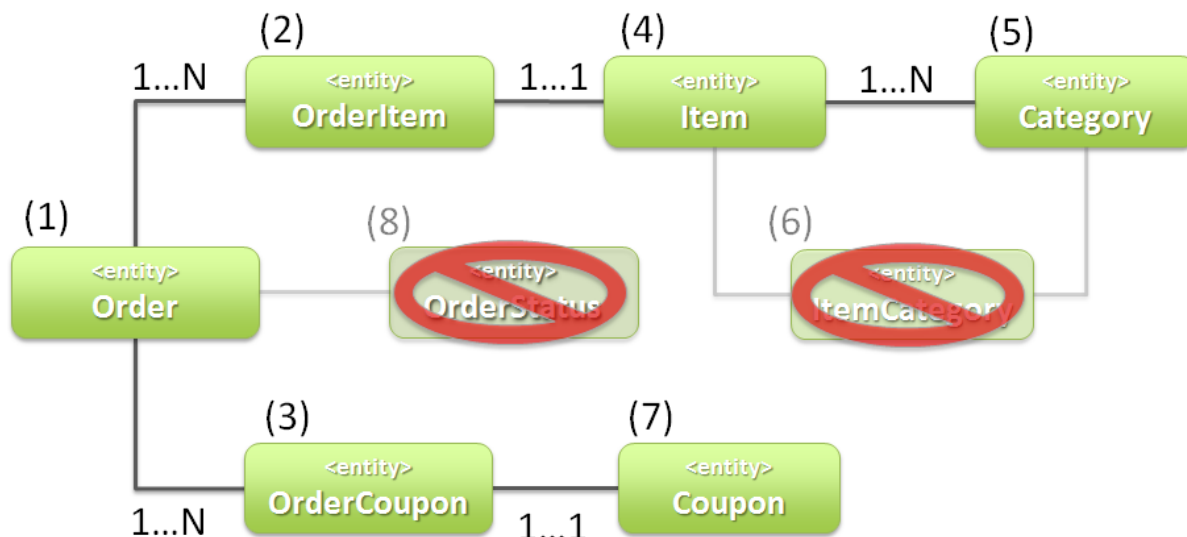 (2)
(4)
(5)
1...N
<entity>
OrderItem
1...1
<entity>
Item
1...N
<entity>
Category
(1)
(8)
(6)
<entity>
Order
<entity>
OrderStatus
<entity>
ItemCategory
(3)
(7)
<entity>
OrderCoupon
<entity>
Coupon
1...N
1...1